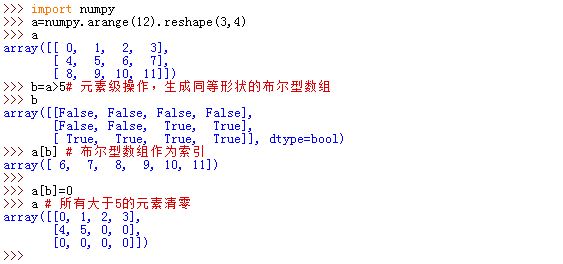 >>> import numpy
>>> a=numpy.arange(12).reshape(3,4)
>>> a
array([[ 0,  1,  2,  3],
       [ 4,  5,  6,  7],
       [ 8,  9, 10, 11]])
>>> b=a>5# 元素级操作，生成同等形状的布尔型数组
>>> b
array([[False, False, False, False],
       [False, False,  True,  True],
       [ True,  True,  True,  True]], dtype=bool)
>>> a[b] # 布尔型数组作为索引
array([ 6,  7,  8,  9, 10, 11])
>>>
>>> a[b]=0
>>> a # 所有大于5的元素清零
array([[0, 1, 2, 3],
       [4, 5, 0, 0],
       [0, 0, 0, 0]])
>>>